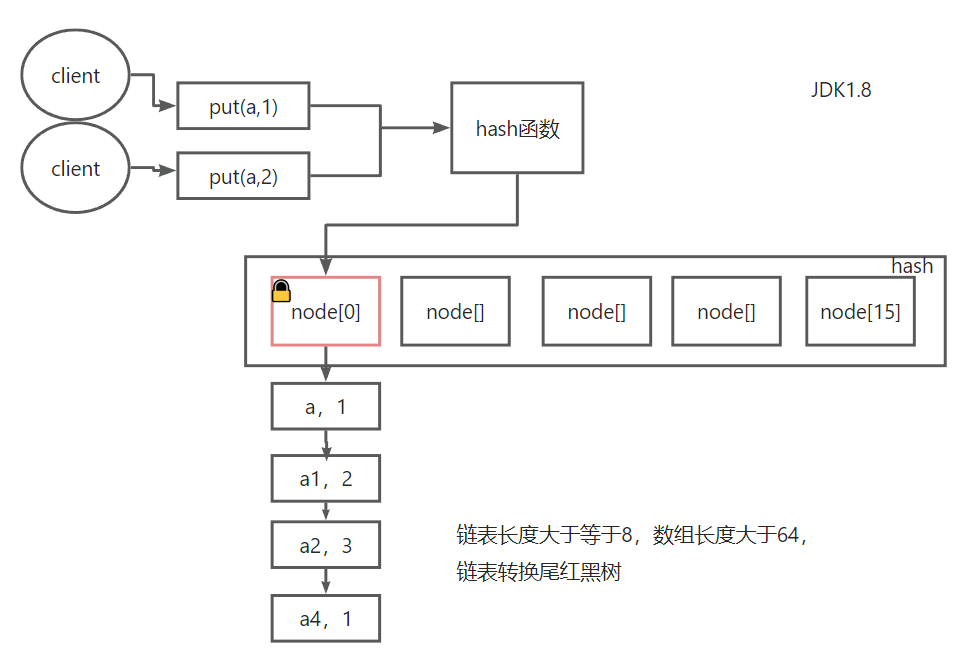 client
put(a,1)
hash函数
JDK1.8
client
put(a,2)
hash
node[0]
node[]
node[]
node[]
node[15]
a，1
a1，2
a2，3
a4，1
链表长度大于等于8，数组长度大于64，
链表转换尾红黑树